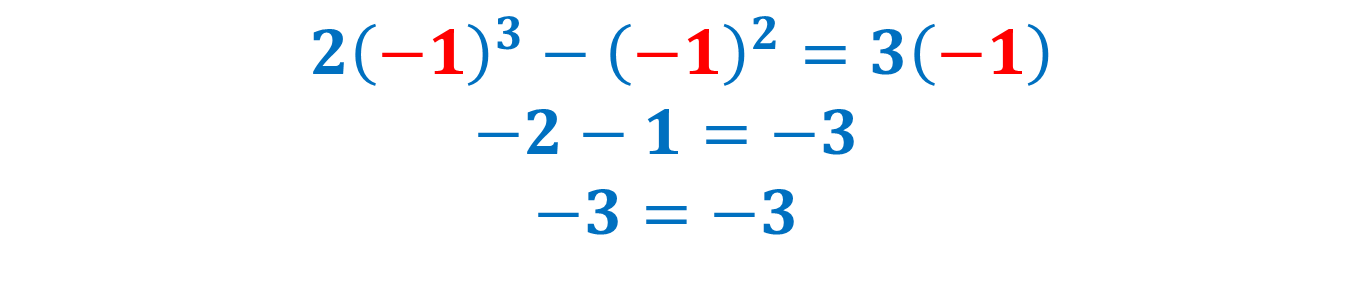 2(−1)³ − (−1)² = 3(−1)
−2 − 1 = −3
−3 = −3